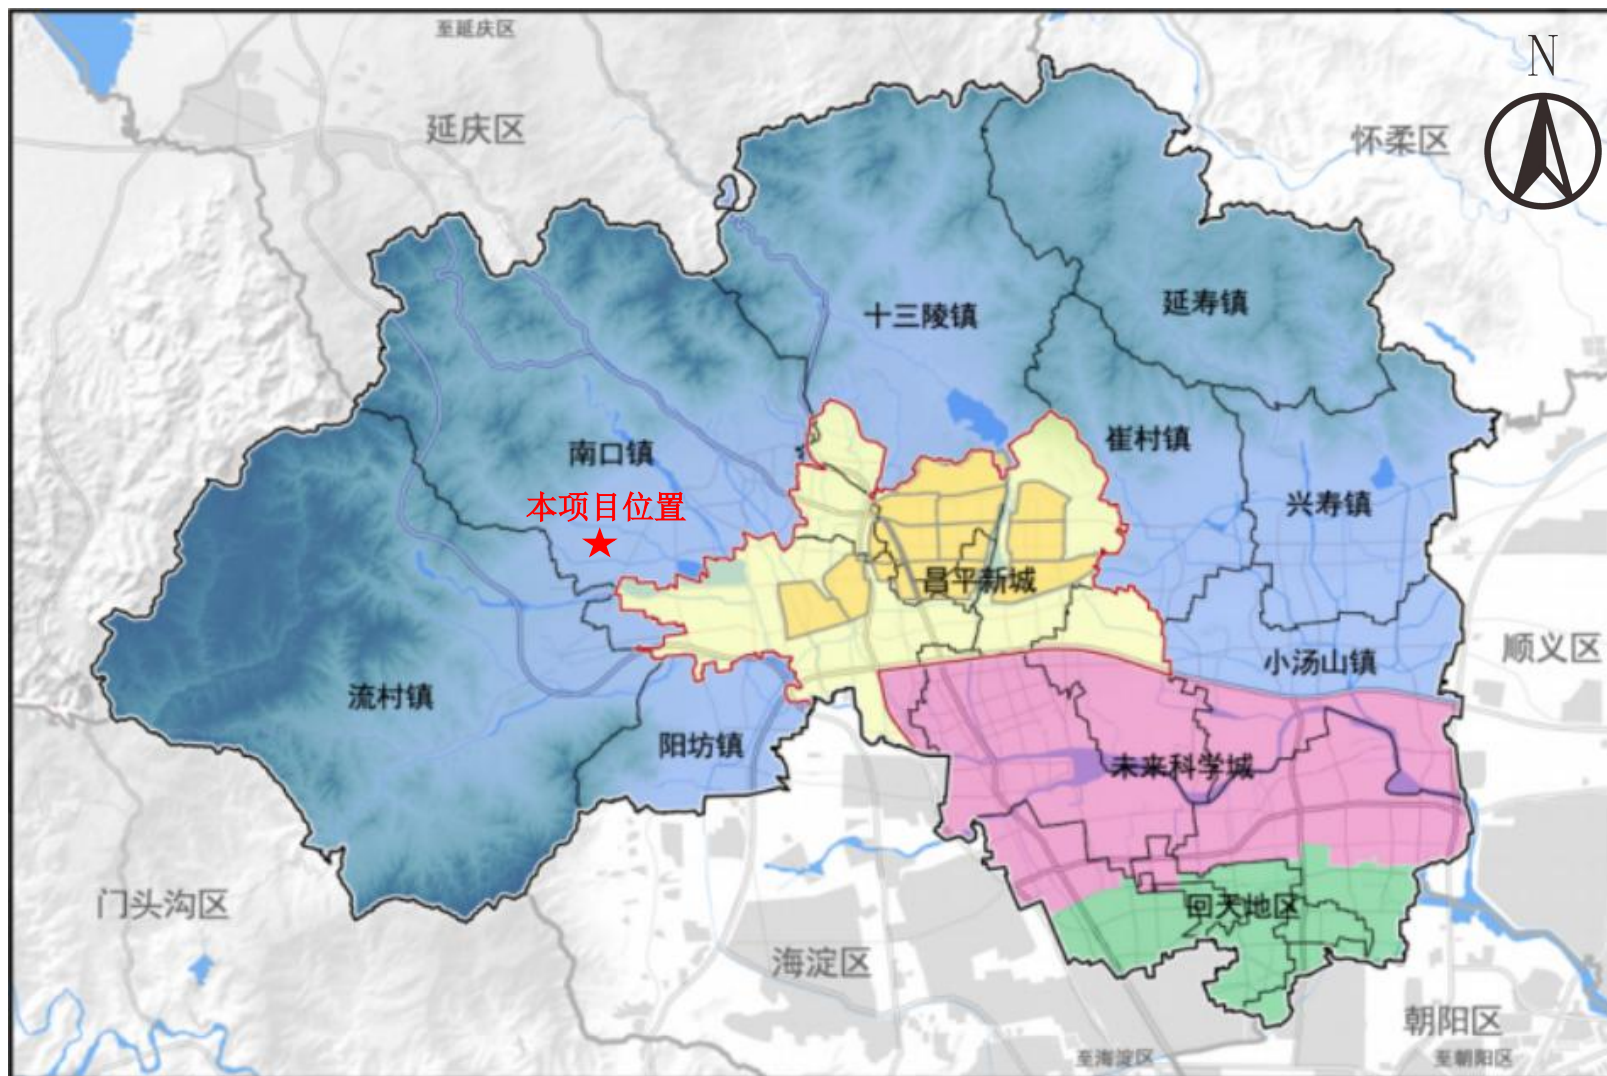 至延庆区
N
延庆区
怀柔区
十三陵镇
延寿镇
南口镇
崔村镇
本项目位置
兴寿镇
昌平新城
顺义区
小汤山镇
流村镇
阳坊镇
未来科学城
门头沟区
回天地区
海淀区
朝阳区
至海淀区
至朝阳区